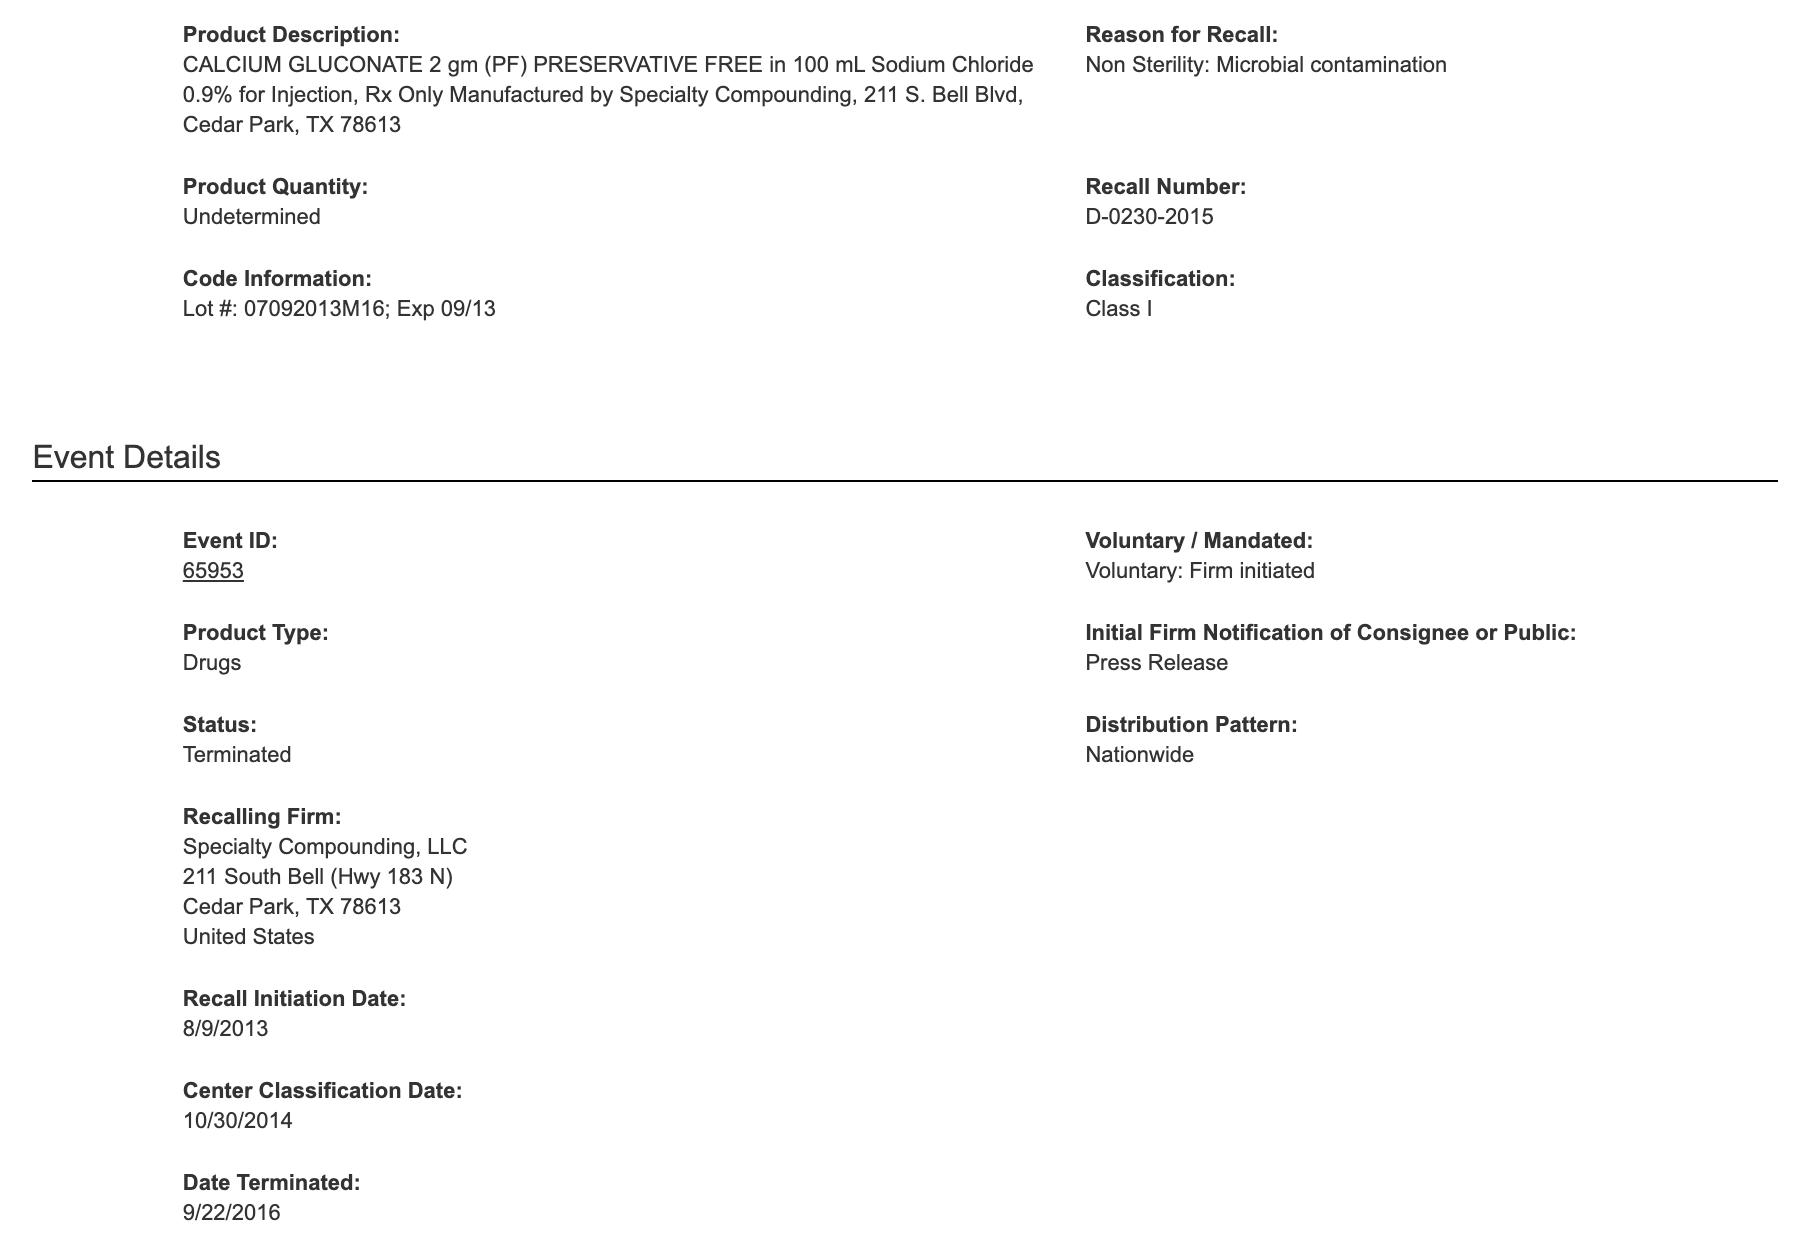 Product Description:
CALCIUM GLUCONATE 2 gm (PF) PRESERVATIVE FREE in 100 mL Sodium Chloride
0.9% for Injection, Rx Only Manufactured by Specialty Compounding, 211 S. Bell Blvd,
Cedar Park, TX 78613
Reason for Recall:
Non Sterility: Microbial contamination
Product Quantity:
Undetermined
Recall Number:
D-0230-2015
Code Information:
Lot #: 07092013M16; Exp 09/13
Classification:
Class I
Event Details
Event ID:
65953
Voluntary / Mandated:
Voluntary: Firm initiated
Product Type:
Drugs
Initial Firm Notification of Consignee or Public:
Press Release
Status:
Terminated
Distribution Pattern:
Nationwide
Recalling Firm:
Specialty Compounding, LLC
211 South Bell (Hwy 183 N)
Cedar Park, TX 78613
United States
Recall Initiation Date:
8/9/2013
Center Classification Date:
10/30/2014
Date Terminated:
9/22/2016